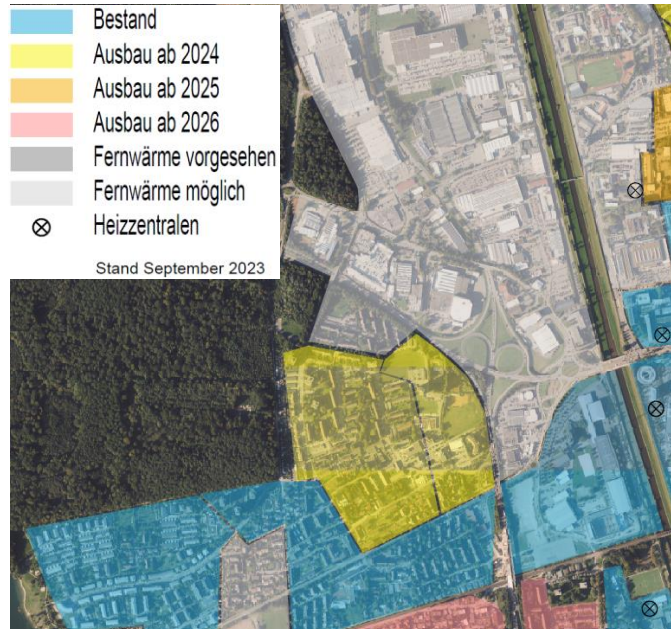 Bestand
Ausbau ab 2024
Ausbau ab 2025
Ausbau ab 2026
Fernwärme vorgesehen
Fernwärme möglich
Heizzentralen
Stand September 2023